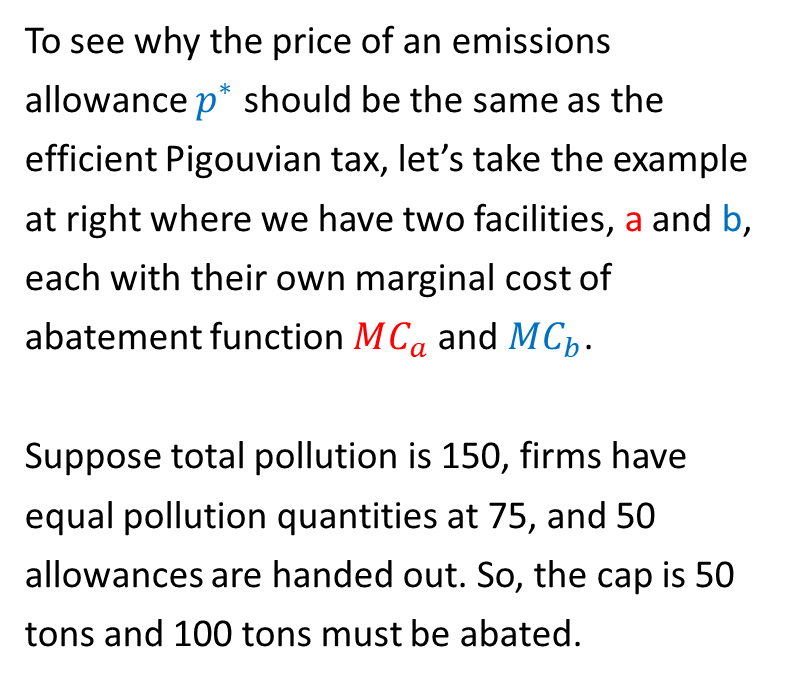 To see why the price of an emissions
allowance p* should be the same as the
efficient Pigouvian tax, let’s take the example
at right where we have two facilities, a and b,
each with their own marginal cost of
abatement function MCₐ and MC_b.
Suppose total pollution is 150, firms have
equal pollution quantities at 75, and 50
allowances are handed out. So, the cap is 50
tons and 100 tons must be abated.